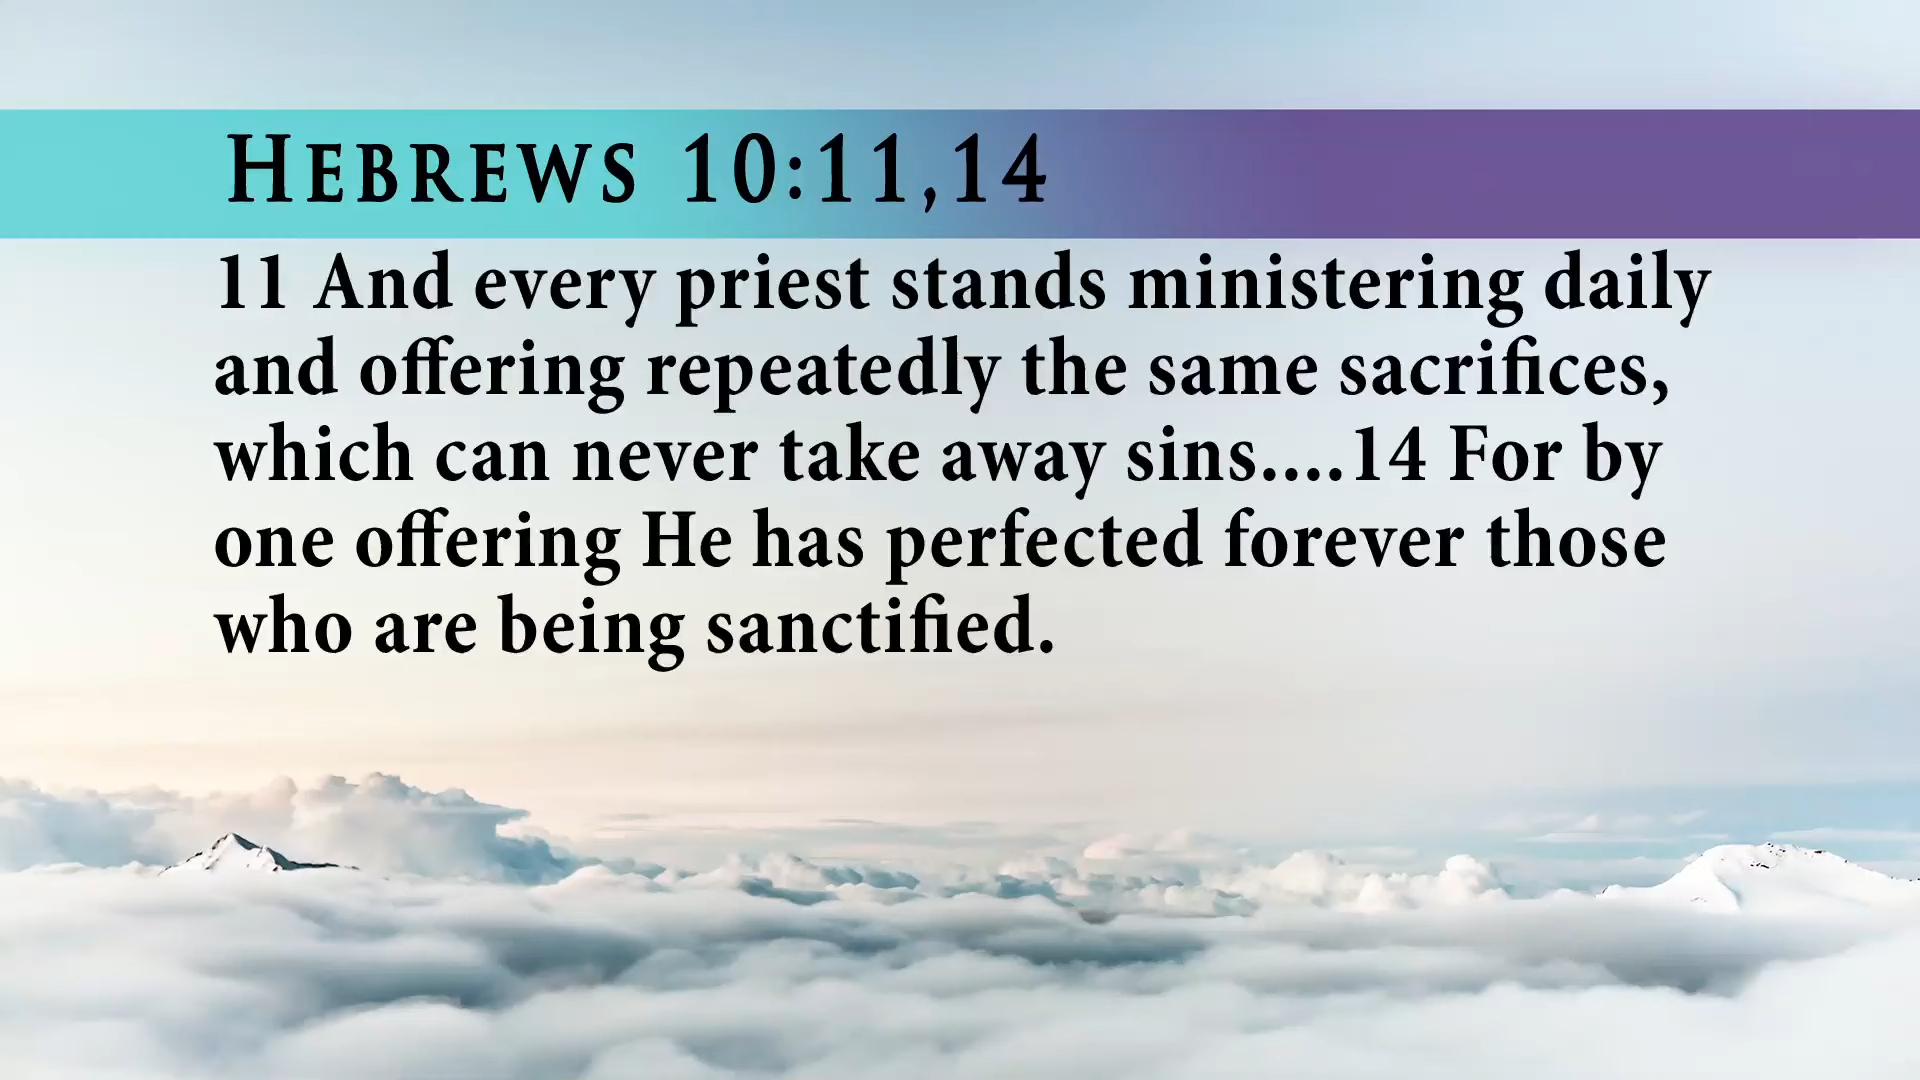 HEBREWS 10:11,14
11 And every priest stands ministering daily
and offering repeatedly the same sacrifices,
which can never take away sins....14 For by
one offering He has perfected forever those
who are being sanctified.